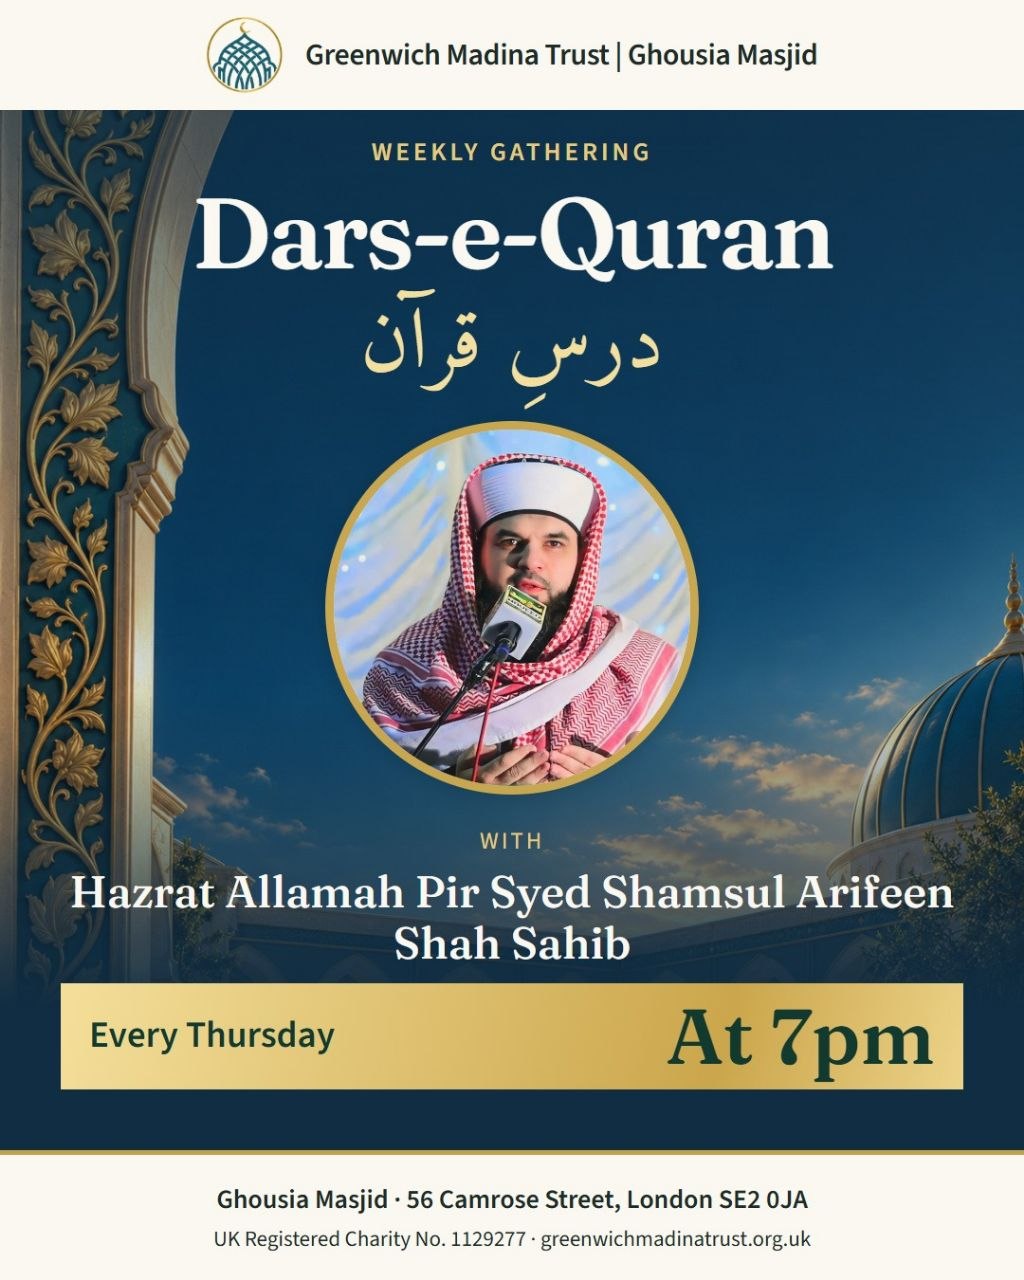 Greenwich Madina Trust | Ghousia Masjid
WEEKLY GATHERING
Dars-e-Quran
درسِ قرآن
WITH
Hazrat Allamah Pir Syed Shamsul Arifeen
Shah Sahib
Every Thursday
At 7pm
Ghousia Masjid · 56 Camrose Street, London SE2 0JA
UK Registered Charity No. 1129277 · greenwichmadinatrust.org.uk